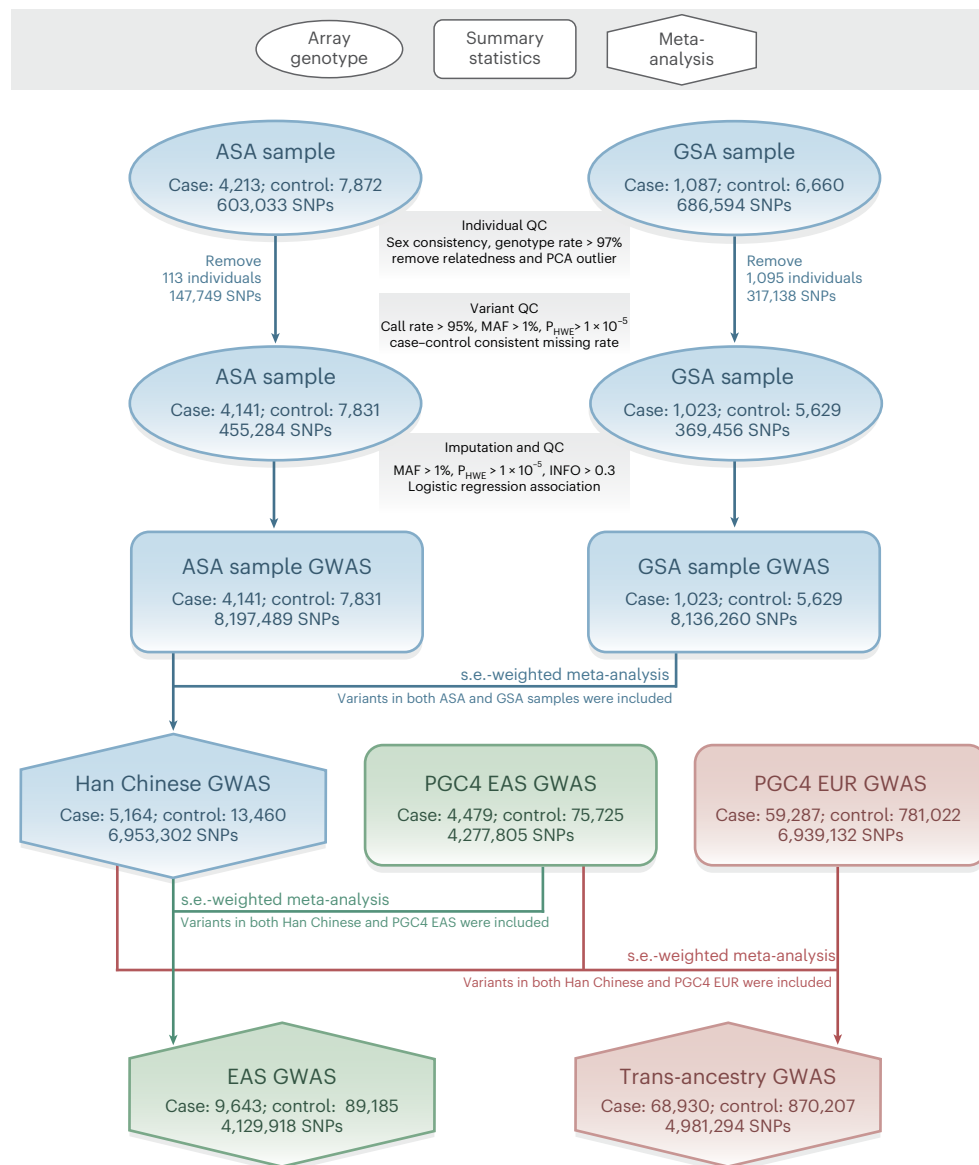 Array
genotype
Summary
statistics
Meta-
analysis
ASA sample
Case: 4,213; control: 7,872
603,033 SNPs
GSA sample
Case: 1,087; control: 6,660
686,594 SNPs
Individual QC
Sex consistency, genotype rate > 97%
remove relatedness and PCA outlier
Remove
113 individuals
147,749 SNPs
Remove
1,095 individuals
317,138 SNPs
Variant QC
Call rate > 95%, MAF > 1%, P_HWE > 1 × 10⁻⁵
case–control consistent missing rate
ASA sample
Case: 4,141; control: 7,831
455,284 SNPs
GSA sample
Case: 1,023; control: 5,629
369,456 SNPs
Imputation and QC
MAF > 1%, P_HWE > 1 × 10⁻⁵, INFO > 0.3
Logistic regression association
ASA sample GWAS
Case: 4,141; control: 7,831
8,197,489 SNPs
GSA sample GWAS
Case: 1,023; control: 5,629
8,136,260 SNPs
s.e.-weighted meta-analysis
Variants in both ASA and GSA samples were included
Han Chinese GWAS
Case: 5,164; control: 13,460
6,953,302 SNPs
PGC4 EAS GWAS
Case: 4,479; control: 75,725
4,277,805 SNPs
PGC4 EUR GWAS
Case: 59,287; control: 781,022
6,939,132 SNPs
s.e.-weighted meta-analysis
Variants in both Han Chinese and PGC4 EAS were included
s.e.-weighted meta-analysis
Variants in both Han Chinese and PGC4 EUR were included
EAS GWAS
Case: 9,643; control: 89,185
4,129,918 SNPs
Trans-ancestry GWAS
Case: 68,930; control: 870,207
4,981,294 SNPs